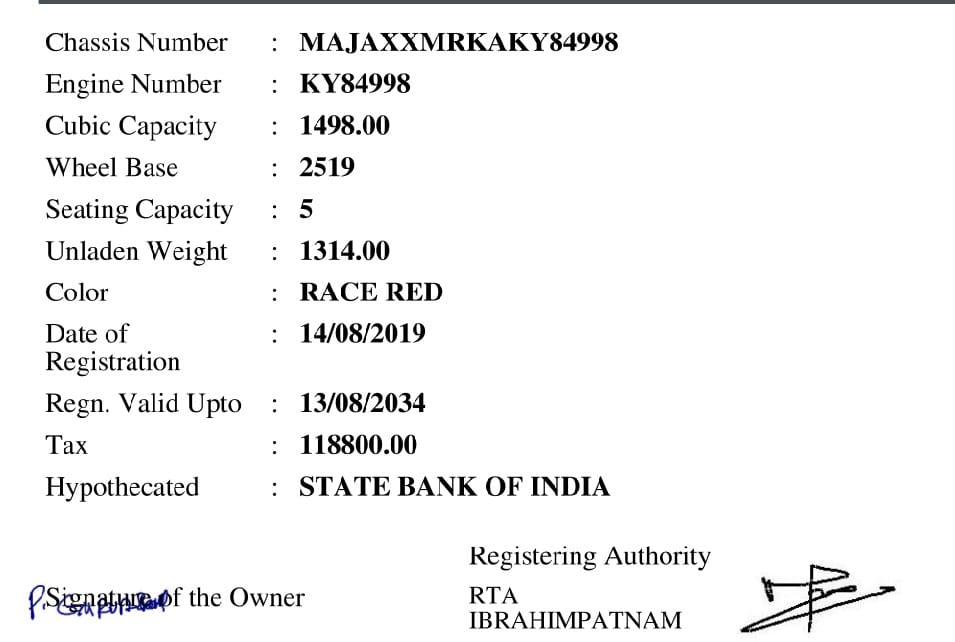 Chassis Number : MAJAXXMRKAKY84998
Engine Number : KY84998
Cubic Capacity : 1498.00
Wheel Base : 2519
Seating Capacity : 5
Unladen Weight : 1314.00
Color : RACE RED
Date of : 14/08/2019
Registration
Regn. Valid Upto : 13/08/2034
Tax : 118800.00
Hypothecated : STATE BANK OF INDIA
Registering Authority
Signature of the Owner
RTA
IBRAHIMPATNAM